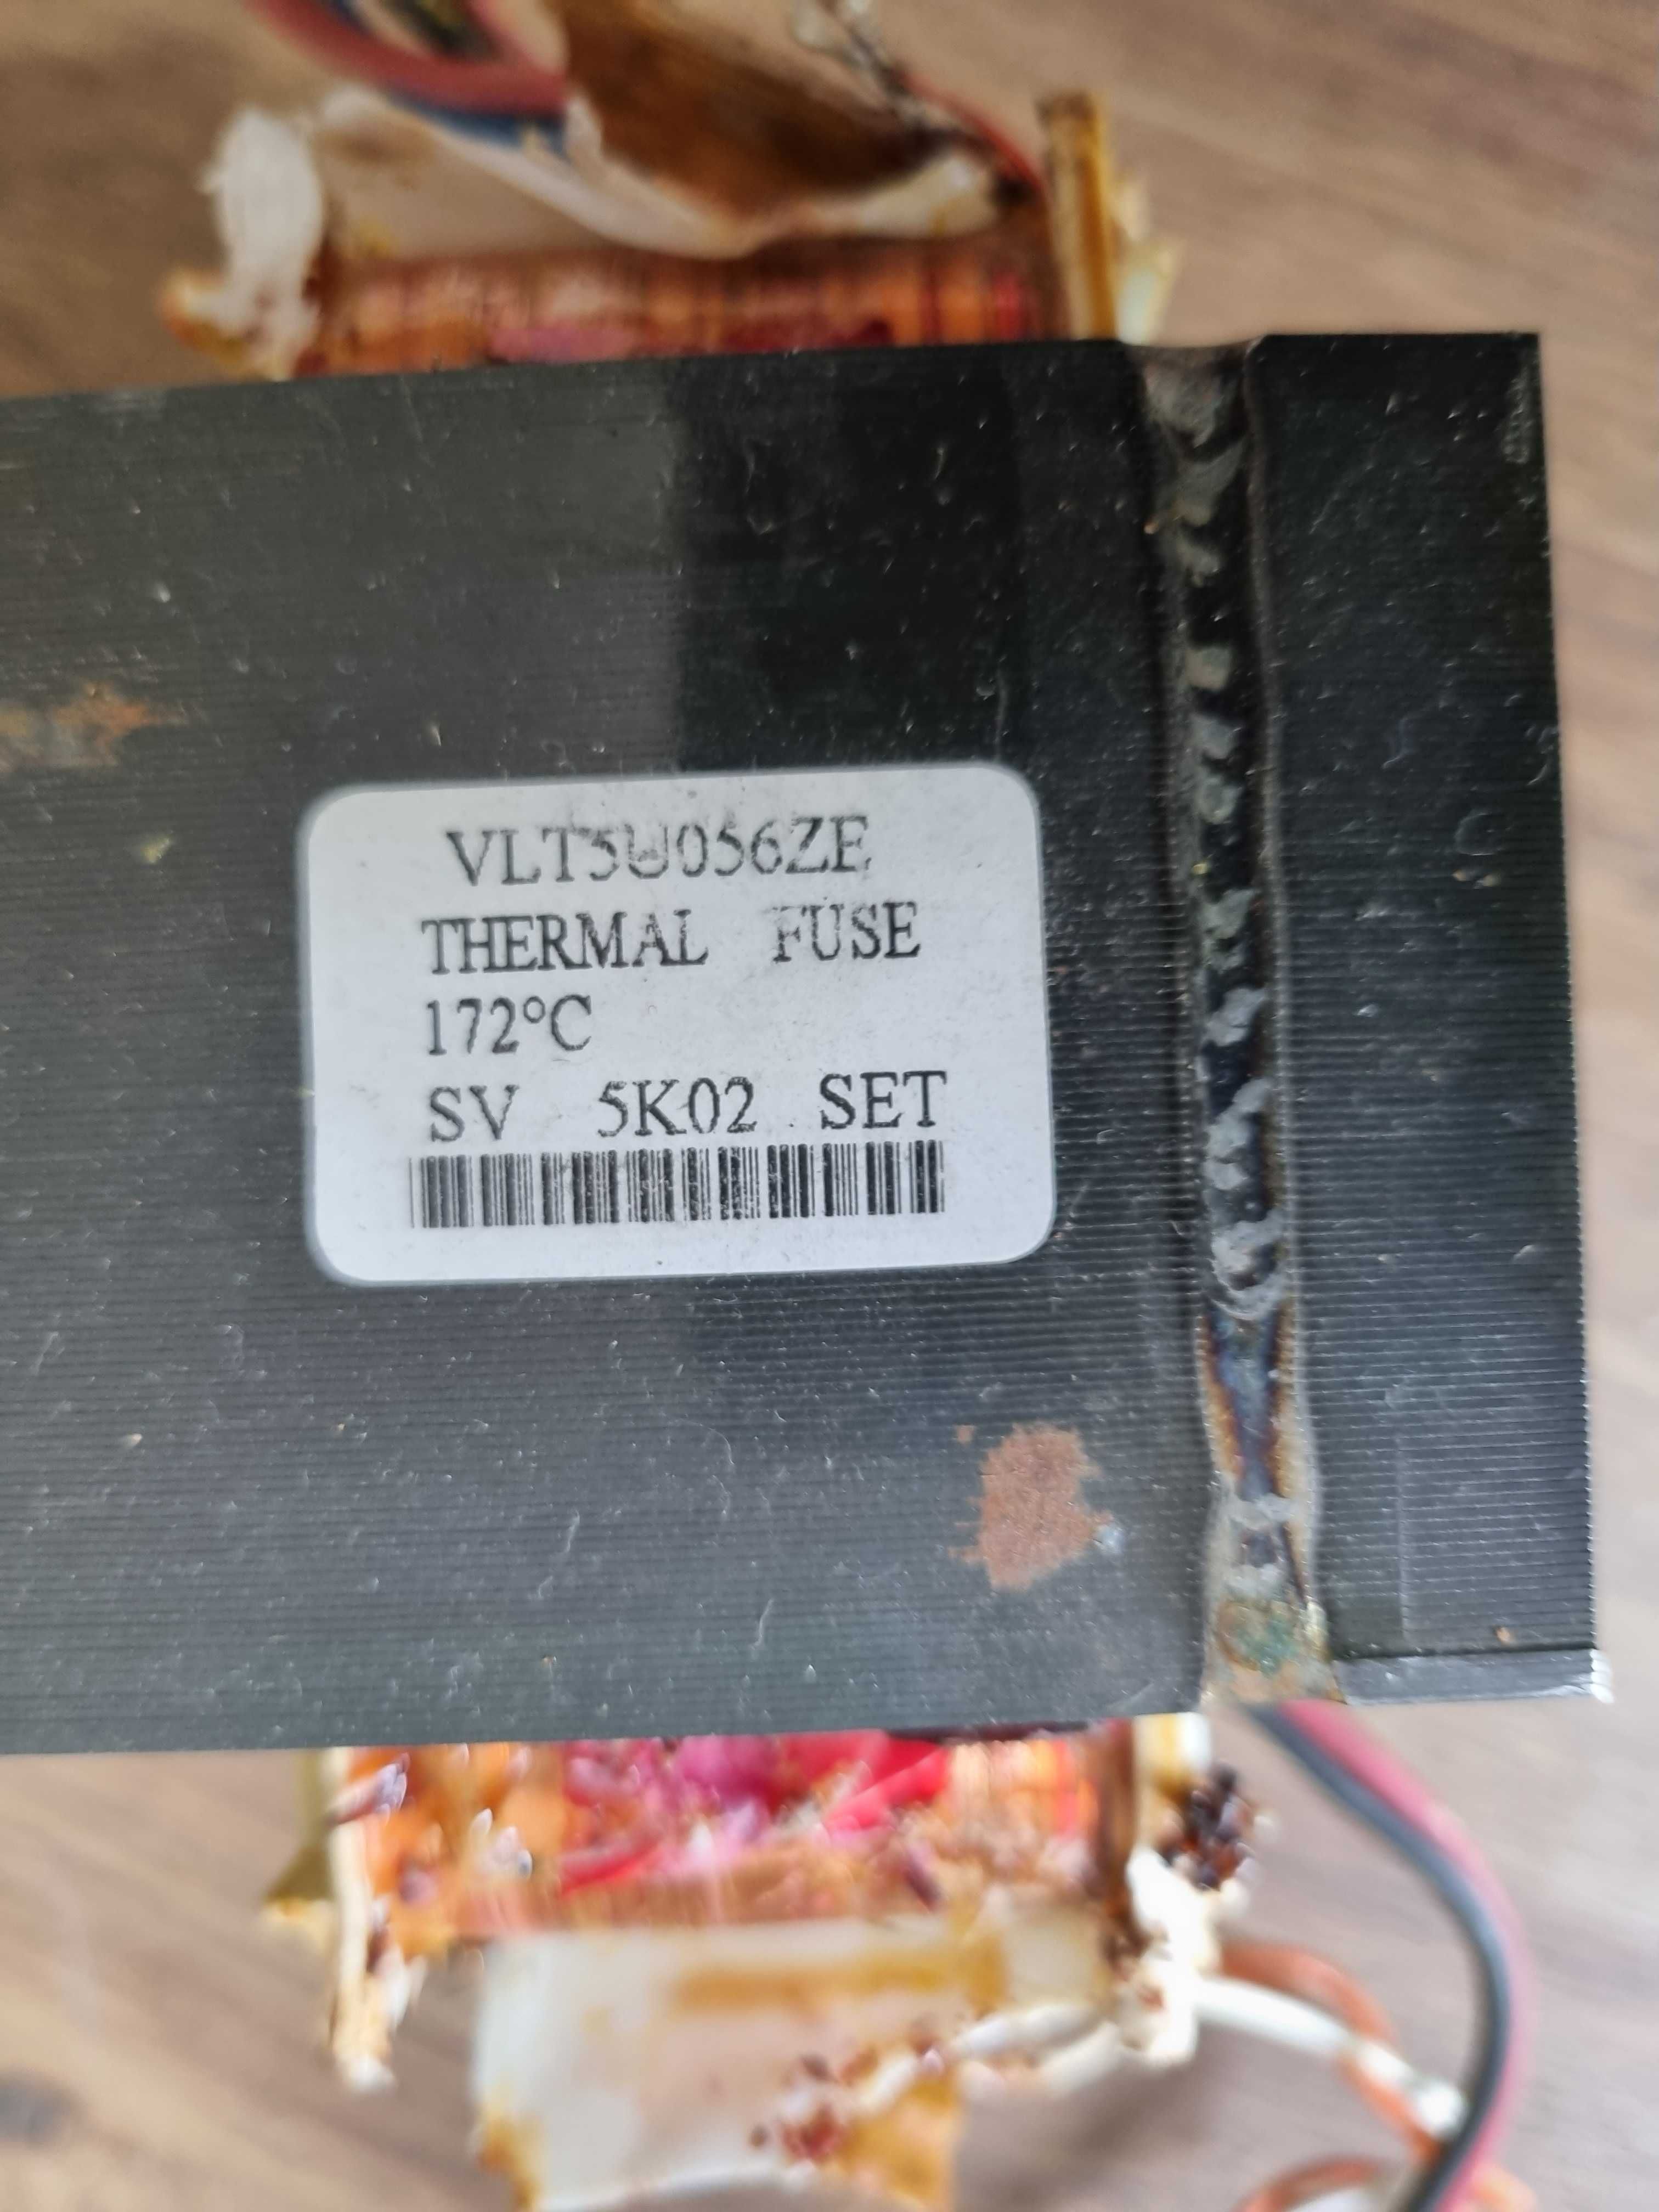 VLT5U056ZE
THERMAL FUSE
172°C
SV 5K02 SET